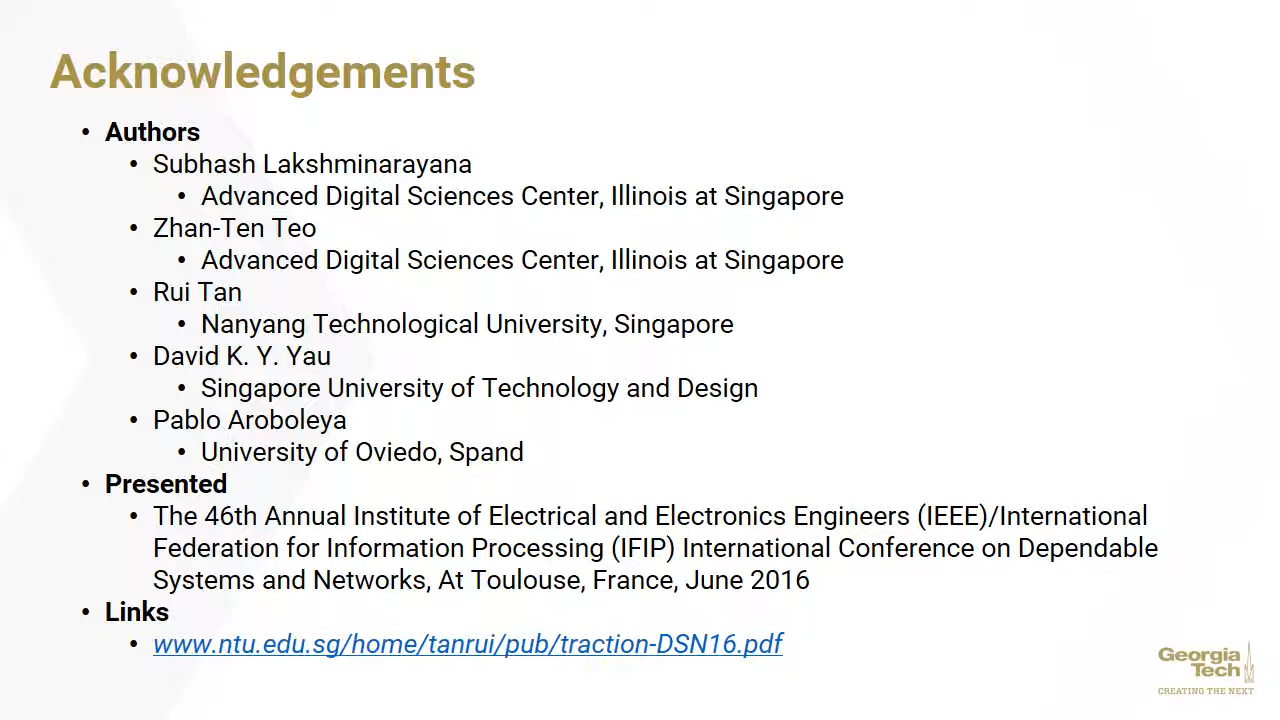 Acknowledgements
• Authors
• Subhash Lakshminarayana
• Advanced Digital Sciences Center, Illinois at Singapore
• Zhan-Ten Teo
• Advanced Digital Sciences Center, Illinois at Singapore
• Rui Tan
• Nanyang Technological University, Singapore
• David K. Y. Yau
• Singapore University of Technology and Design
• Pablo Aroboleya
• University of Oviedo, Spand
• Presented
• The 46th Annual Institute of Electrical and Electronics Engineers (IEEE)/International
Federation for Information Processing (IFIP) International Conference on Dependable
Systems and Networks, At Toulouse, France, June 2016
• Links
• www.ntu.edu.sg/home/tanrui/pub/traction-DSN16.pdf
Georgia
Tech
CREATING THE NEXT